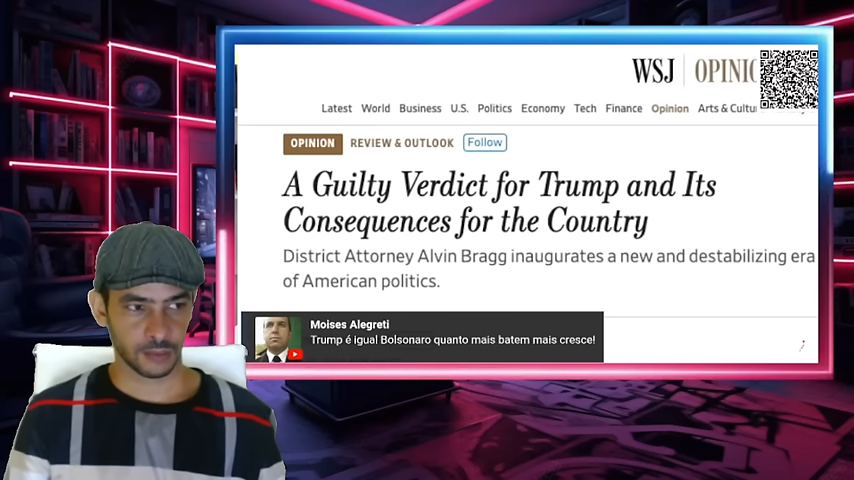 WSJ OPINIO
Latest World Business U.S. Politics Economy Tech Finance Opinion Arts & Cultu
OPINION REVIEW & OUTLOOK Follow
A Guilty Verdict for Trump and Its
Consequences for the Country
District Attorney Alvin Bragg inaugurates a new and destabilizing era
of American politics.
Moises Alegreti
Trump é igual Bolsonaro quanto mais batem mais cresce!